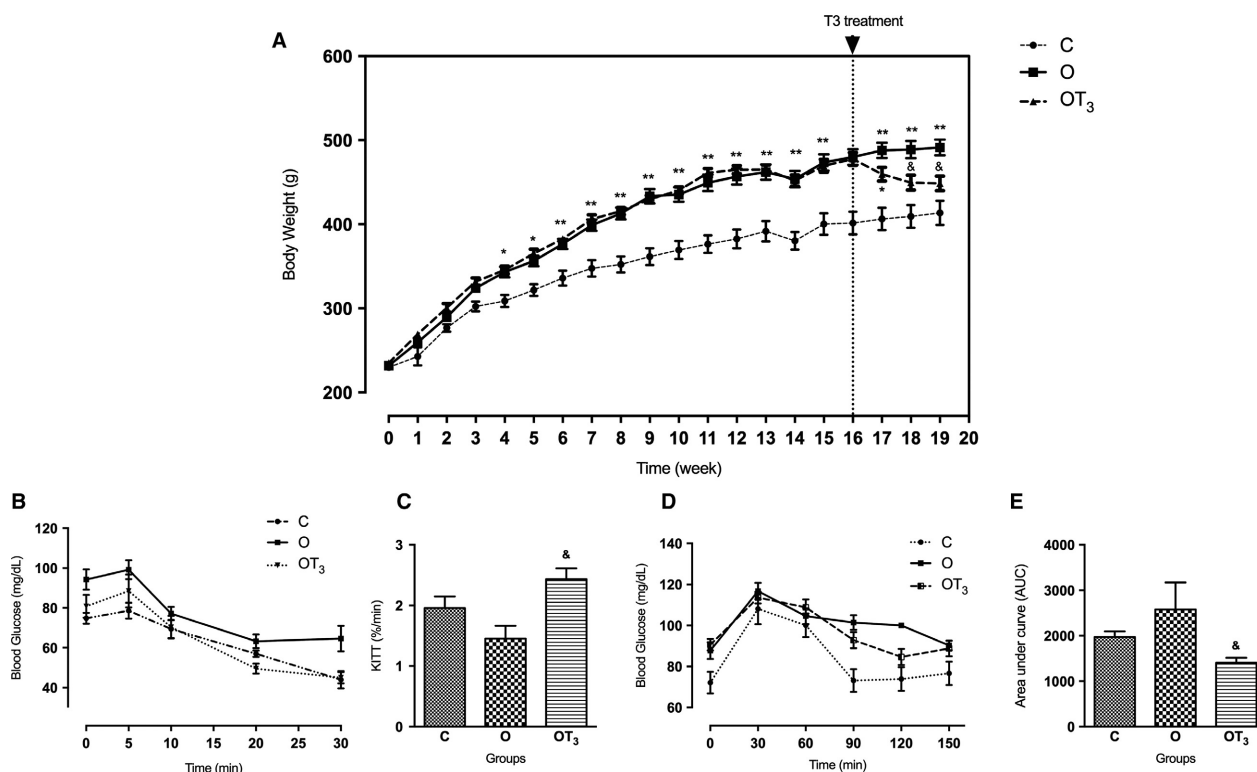 T3 treatment
A
C
O
OT3
600
500
400
300
200
Body Weight (g)
* * ** ** ** ** ** ** ** ** ** ** ** ** **
& &
*
0 1 2 3 4 5 6 7 8 9 10 11 12 13 14 15 16 17 18 19 20
Time (week)
B
C
O
OT3
120
100
80
60
40
Blood Glucose (mg/dL)
0 5 10 15 20 25 30
Time (min)
C
3
2
1
0
KITT (%/min)
&
C O OT3
Groups
D
C
O
OT3
140
120
100
80
60
Blood Glucose (mg/dL)
0 30 60 90 120 150
Time (min)
E
4000
3000
2000
1000
0
Area under curve (AUC)
&
C O OT3
Groups